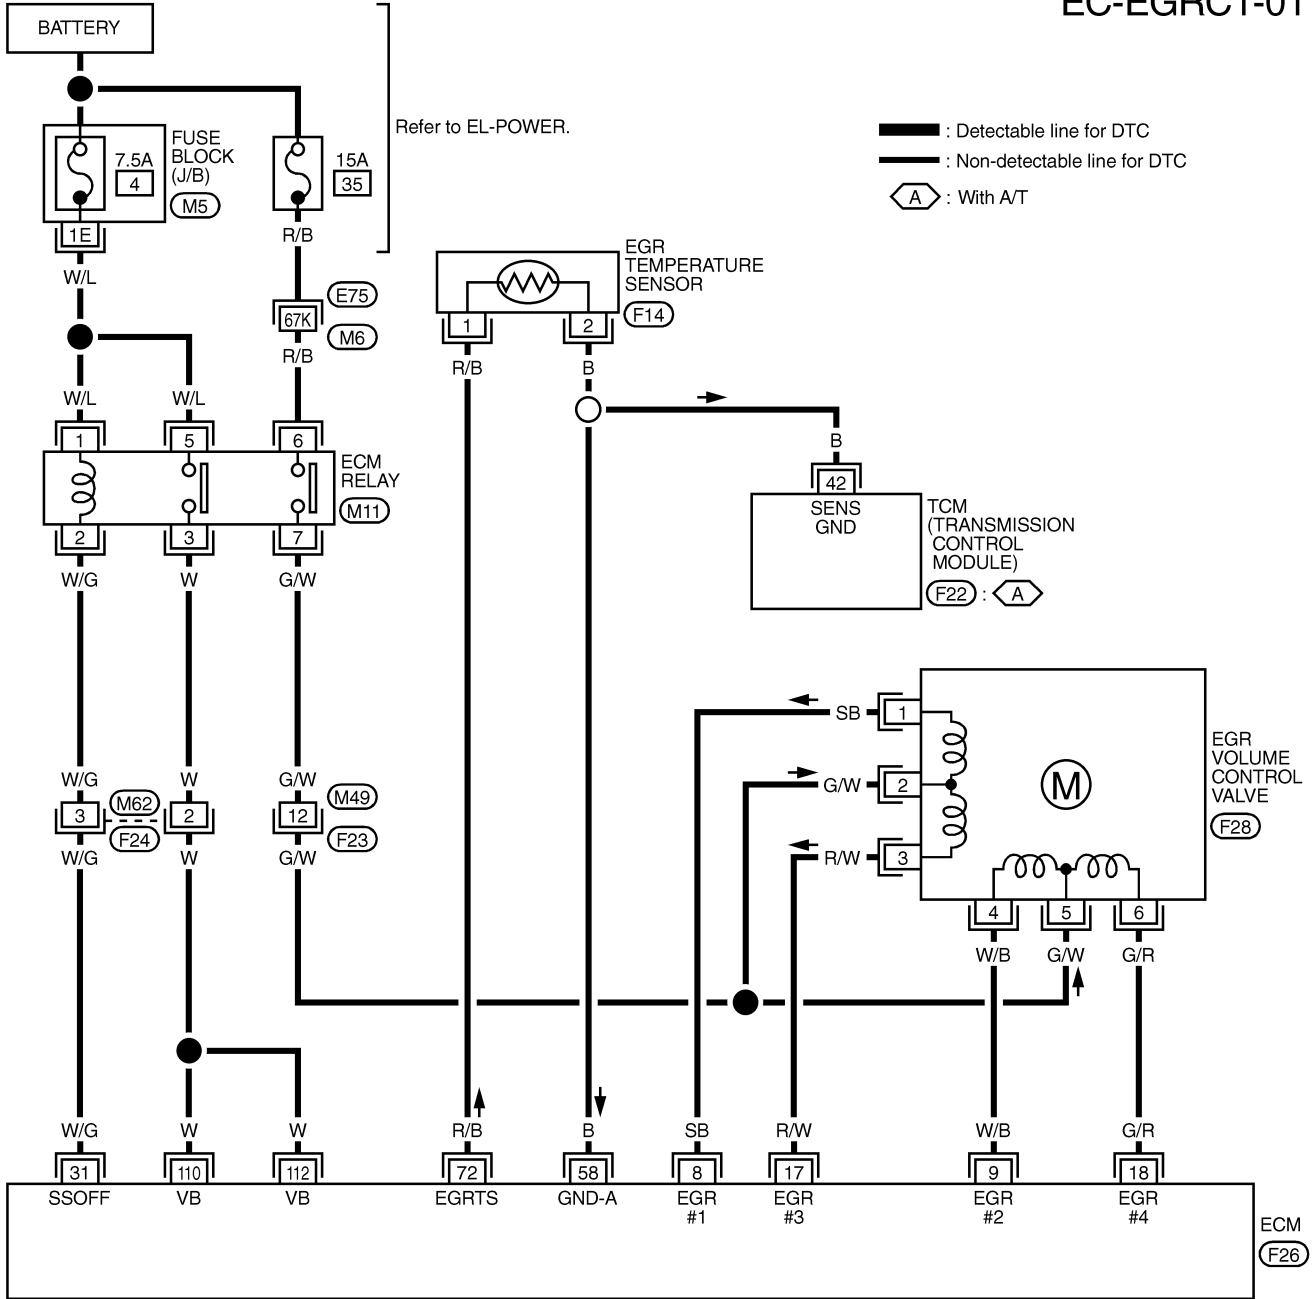 EC-EGRC1-01
BATTERY
Refer to EL-POWER.
: Detectable line for DTC
: Non-detectable line for DTC
A : With A/T
7.5A
4
FUSE
BLOCK
(J/B)
M5
15A
35
1E
W/L
R/B
E75
67K
M6
R/B
EGR
TEMPERATURE
SENSOR
F14
1
2
R/B
B
W/L
W/L
1
5
6
ECM
RELAY
M11
2
3
7
W/G
W
G/W
B
42
SENS
GND
TCM
(TRANSMISSION
CONTROL
MODULE)
F22 : A
SB
1
G/W
2
R/W
3
M
EGR
VOLUME
CONTROL
VALVE
F28
4
5
6
W/B
G/W
G/R
W/G
W
G/W
3
M62
F24
2
12
M49
F23
W/G
W
G/W
W/G
W
W
R/B
B
SB
R/W
W/B
G/R
31
110
112
72
58
8
17
9
18
SSOFF
VB
VB
EGRTS
GND-A
EGR
#1
EGR
#3
EGR
#2
EGR
#4
ECM
F26